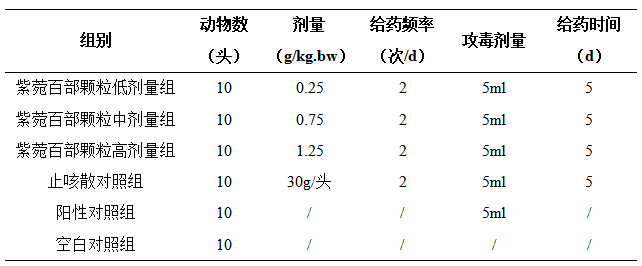 组别 动物数（头） 剂量（g/kg.bw） 给药频率（次/d） 攻毒剂量 给药时间（d）
紫菀百部颗粒低剂量组 10 0.25 2 5ml 5
紫菀百部颗粒中剂量组 10 0.75 2 5ml 5
紫菀百部颗粒高剂量组 10 1.25 2 5ml 5
止咳散对照组 10 30g/头 2 5ml 5
阳性对照组 10 / / 5ml /
空白对照组 10 / / / /